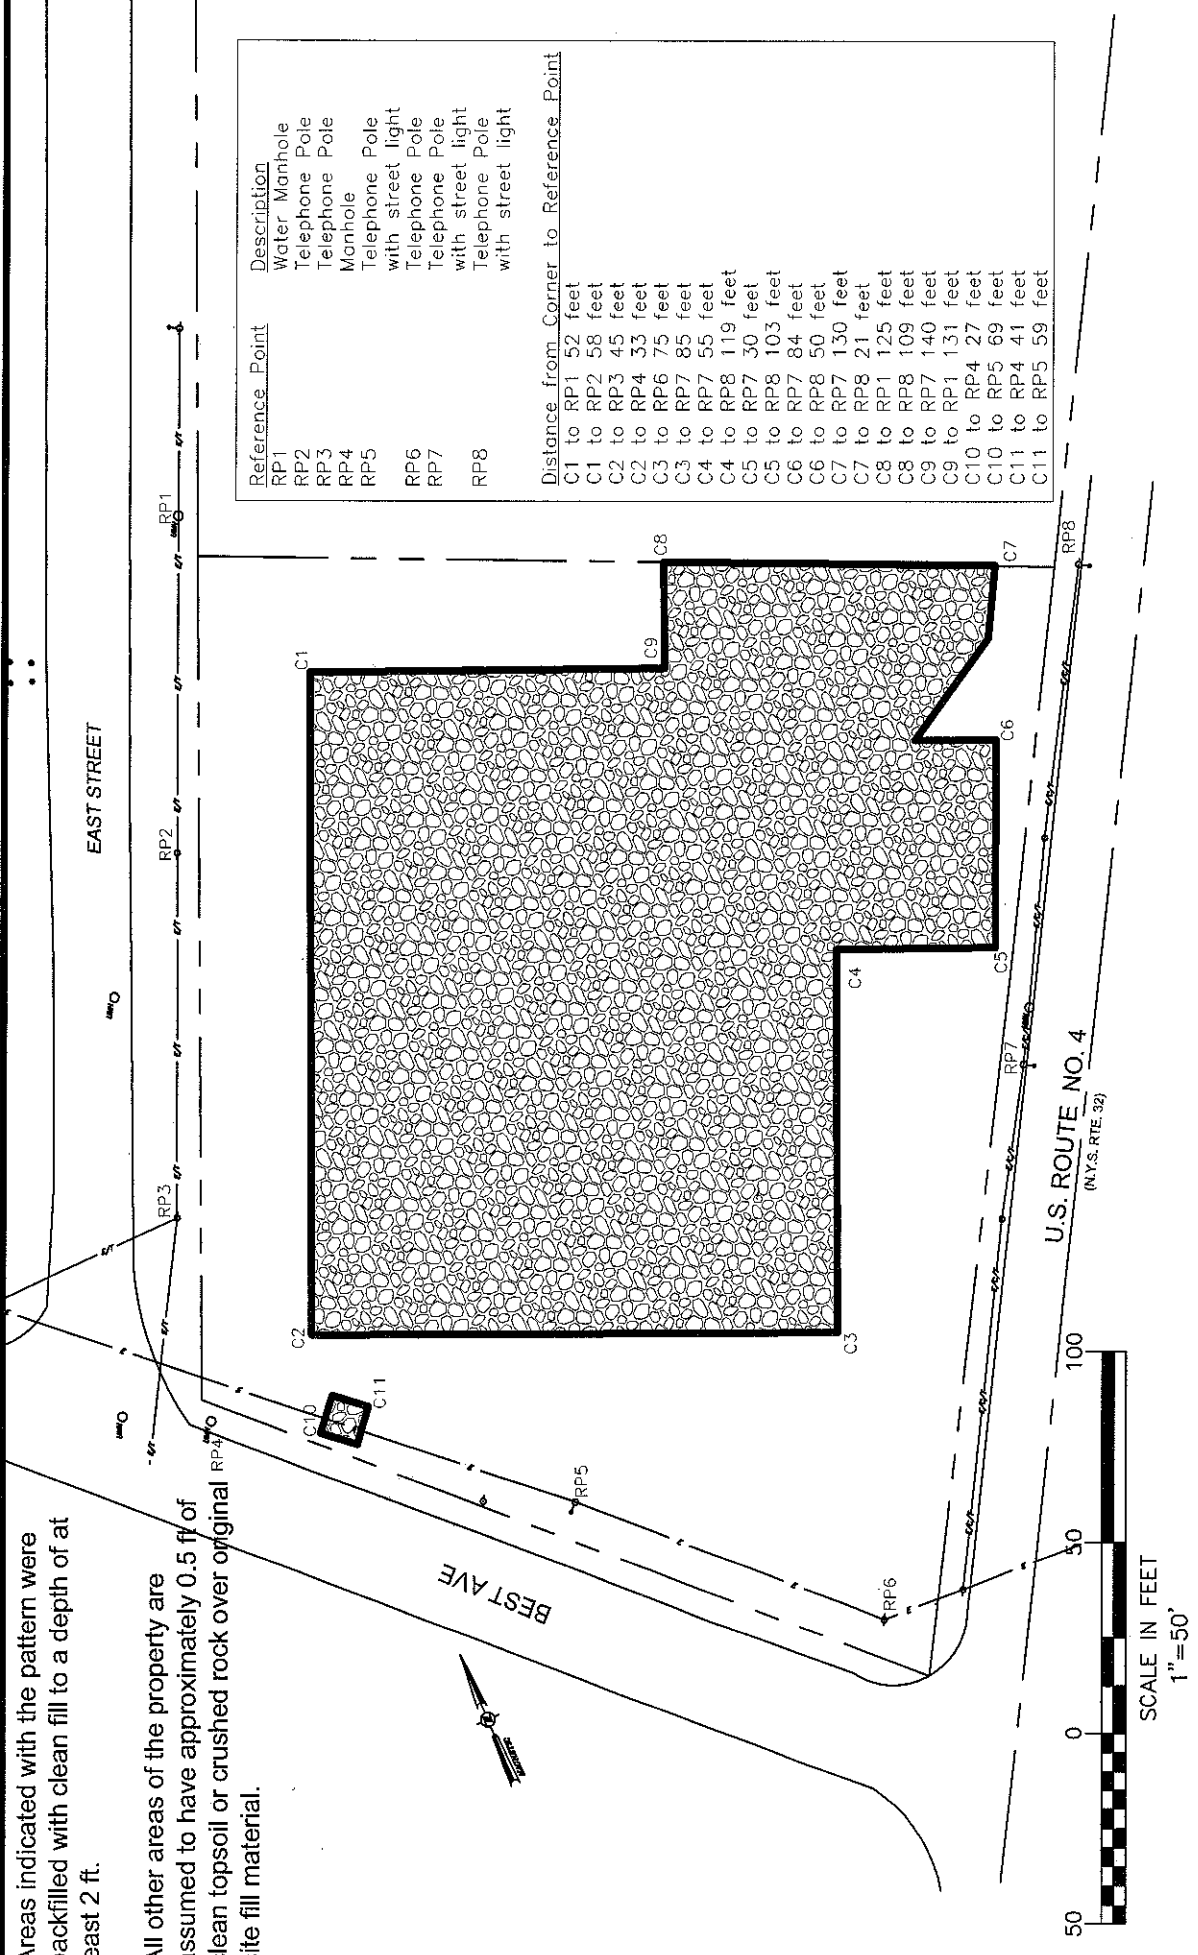 reas indicated with the pattern were
backfilled with clean fill to a depth of at
east 2 ft.
All other areas of the property are
assumed to have approximately 0.5 ft of
lean topsoil or crushed rock over original
ite fill material.
EAST STREET
BEST AVE
U.S. ROUTE NO. 4
(N.Y.S. RTE. 32)
RP1
RP2
RP3
RP4
RP5
RP6
RP7
RP8
C1
C2
C3
C4
C5
C6
C7
C8
C9
C10
C11
Reference Point Description
RP1 Water Manhole
RP2 Telephone Pole
RP3 Telephone Pole
RP4 Manhole
RP5 Telephone Pole
with street light
RP6 Telephone Pole
RP7 Telephone Pole
with street light
RP8 Telephone Pole
with street light
Distance from Corner to Reference Point
C1 to RP1 52 feet
C1 to RP2 58 feet
C2 to RP3 45 feet
C2 to RP4 33 feet
C3 to RP6 75 feet
C3 to RP7 85 feet
C4 to RP7 55 feet
C4 to RP8 119 feet
C5 to RP7 30 feet
C5 to RP8 103 feet
C6 to RP7 84 feet
C6 to RP8 50 feet
C7 to RP7 130 feet
C7 to RP8 21 feet
C8 to RP1 125 feet
C8 to RP8 109 feet
C9 to RP7 140 feet
C9 to RP1 131 feet
C10 to RP4 27 feet
C10 to RP5 69 feet
C11 to RP4 41 feet
C11 to RP5 59 feet
50 0 50 100
SCALE IN FEET
1"=50'